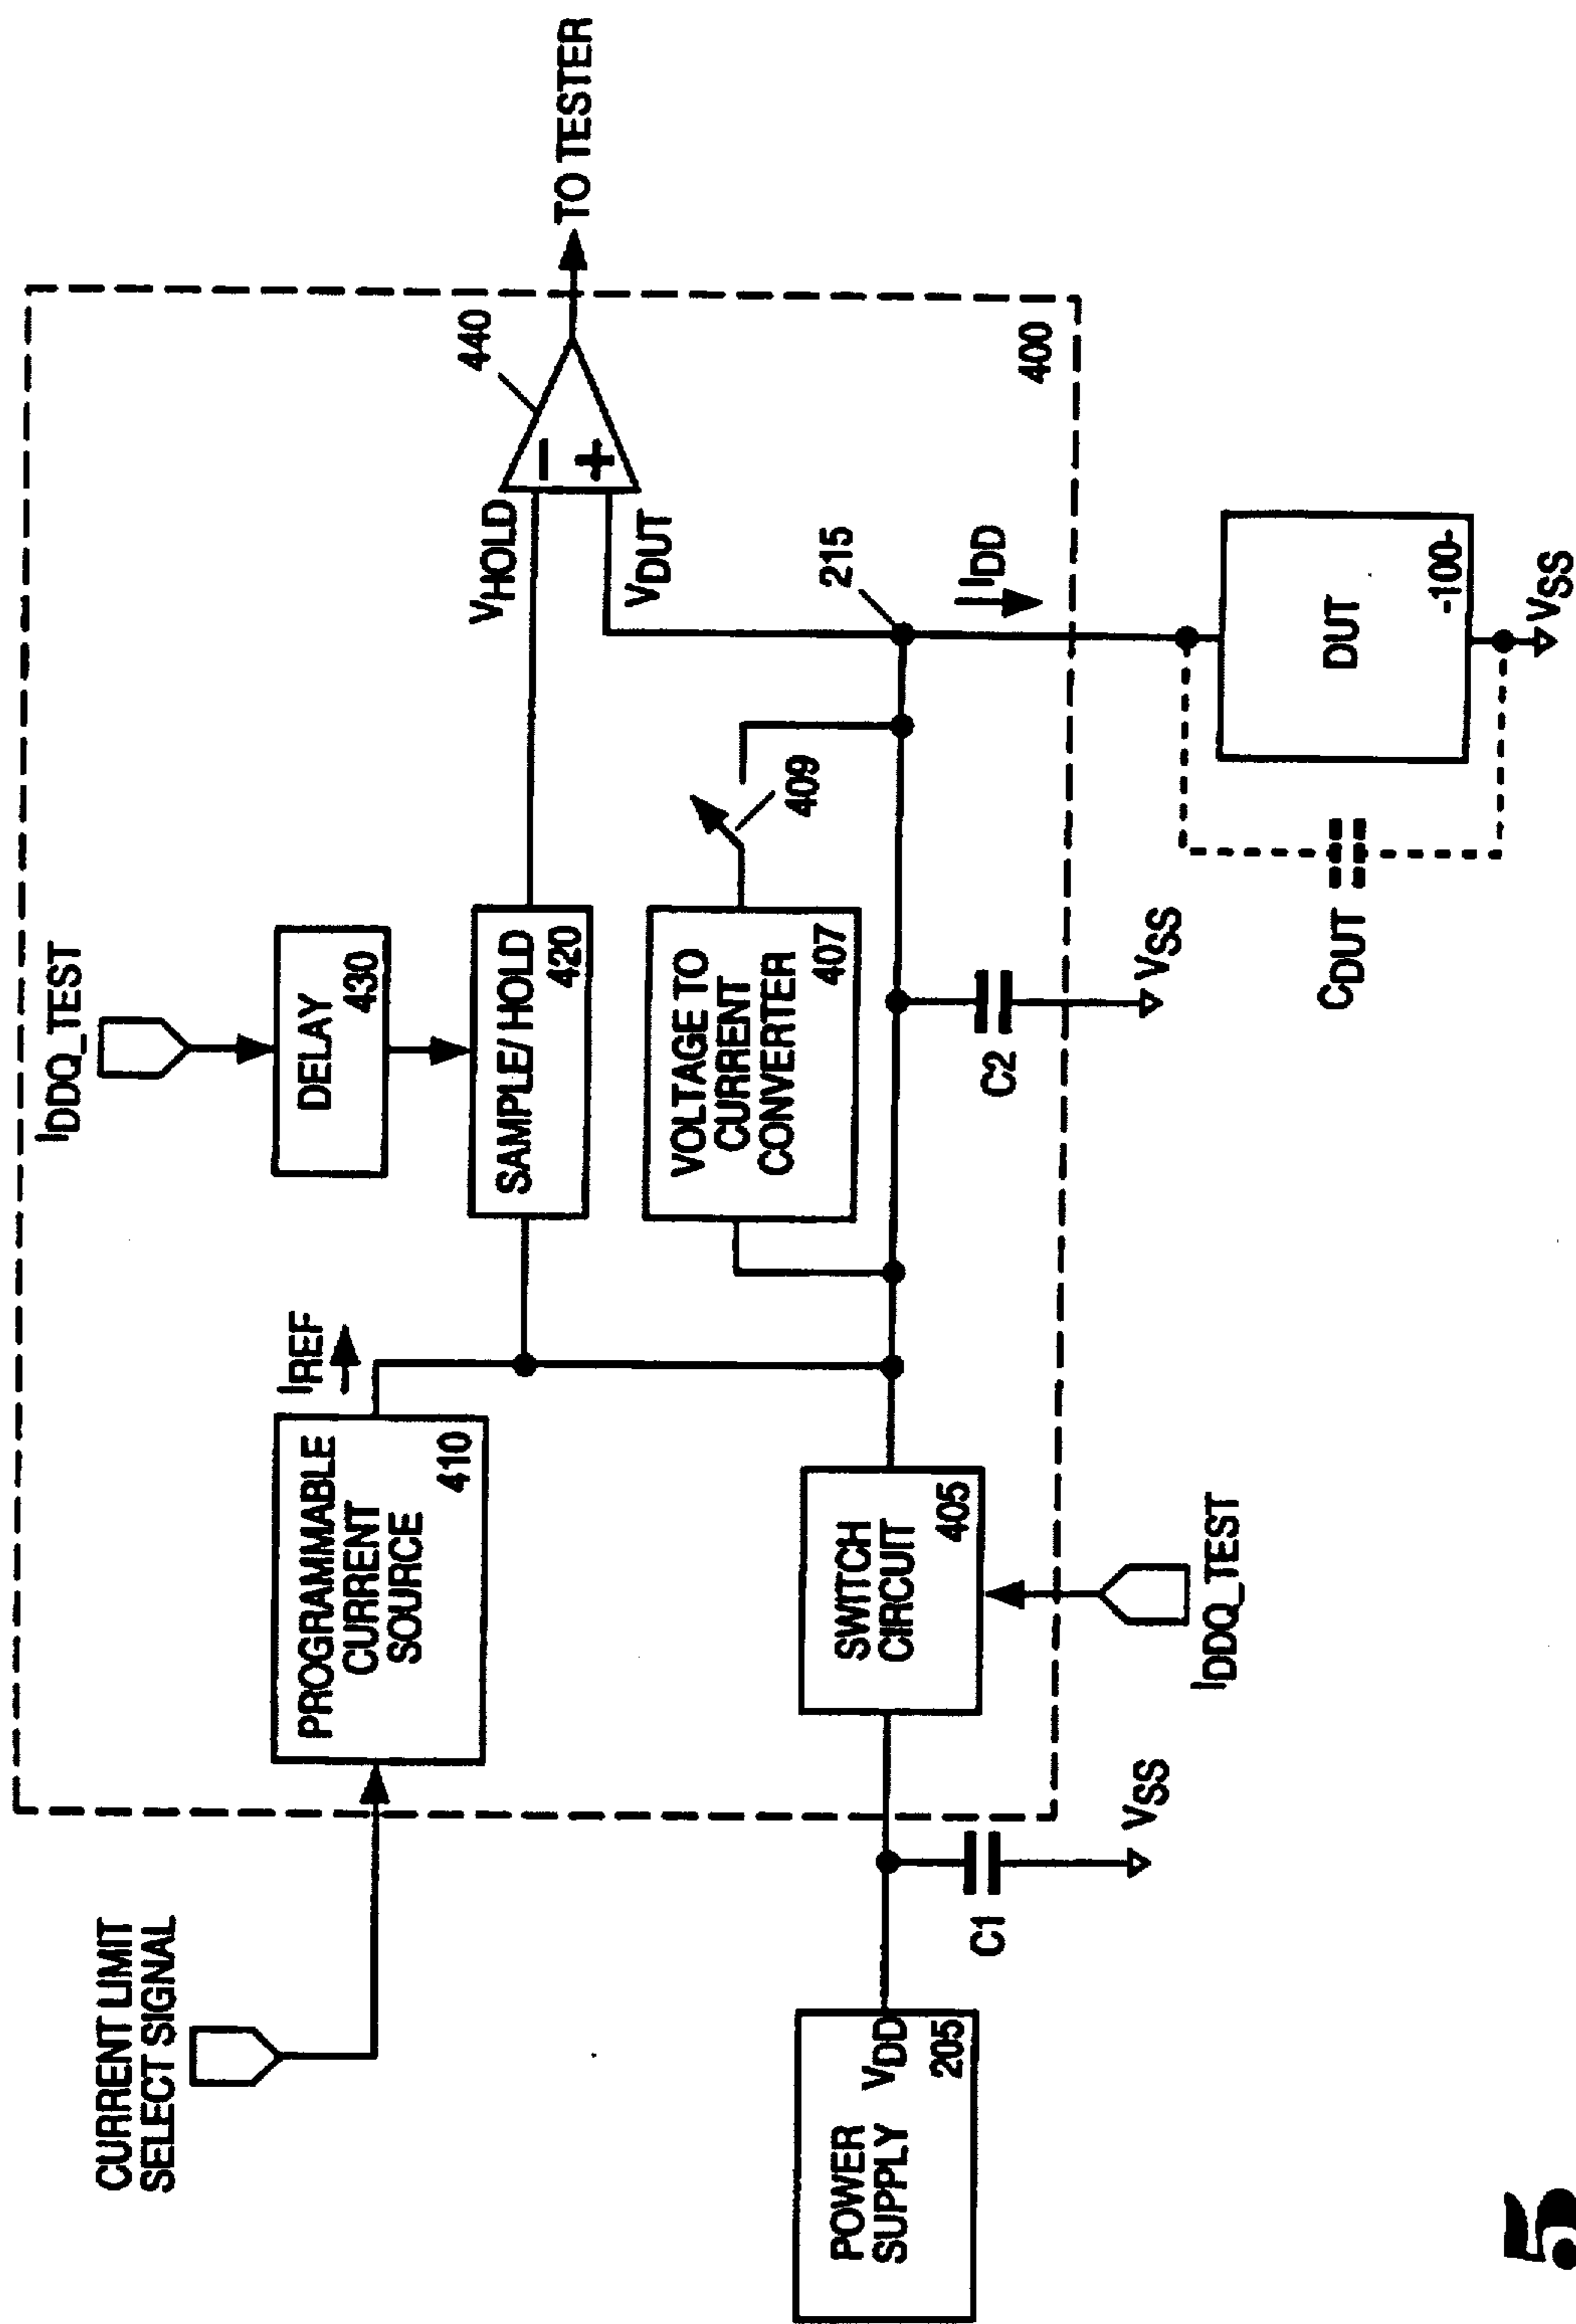 CURRENT LIMIT
SELECT SIGNAL
IDDQ_TEST
PROGRAMMABLE
CURRENT
SOURCE
410
IREF
DELAY
430
SAMPLE/HOLD
420
VHOLD
VDUT
440
TO TESTER
VOLTAGE TO
CURRENT
CONVERTER
407
409
215
IDD
400
POWER
SUPPLY
VDD
205
C1
VSS
SWITCH
CIRCUIT
405
IDDQ_TEST
C2
VSS
CDUT
DUT
-100-
VSS
5